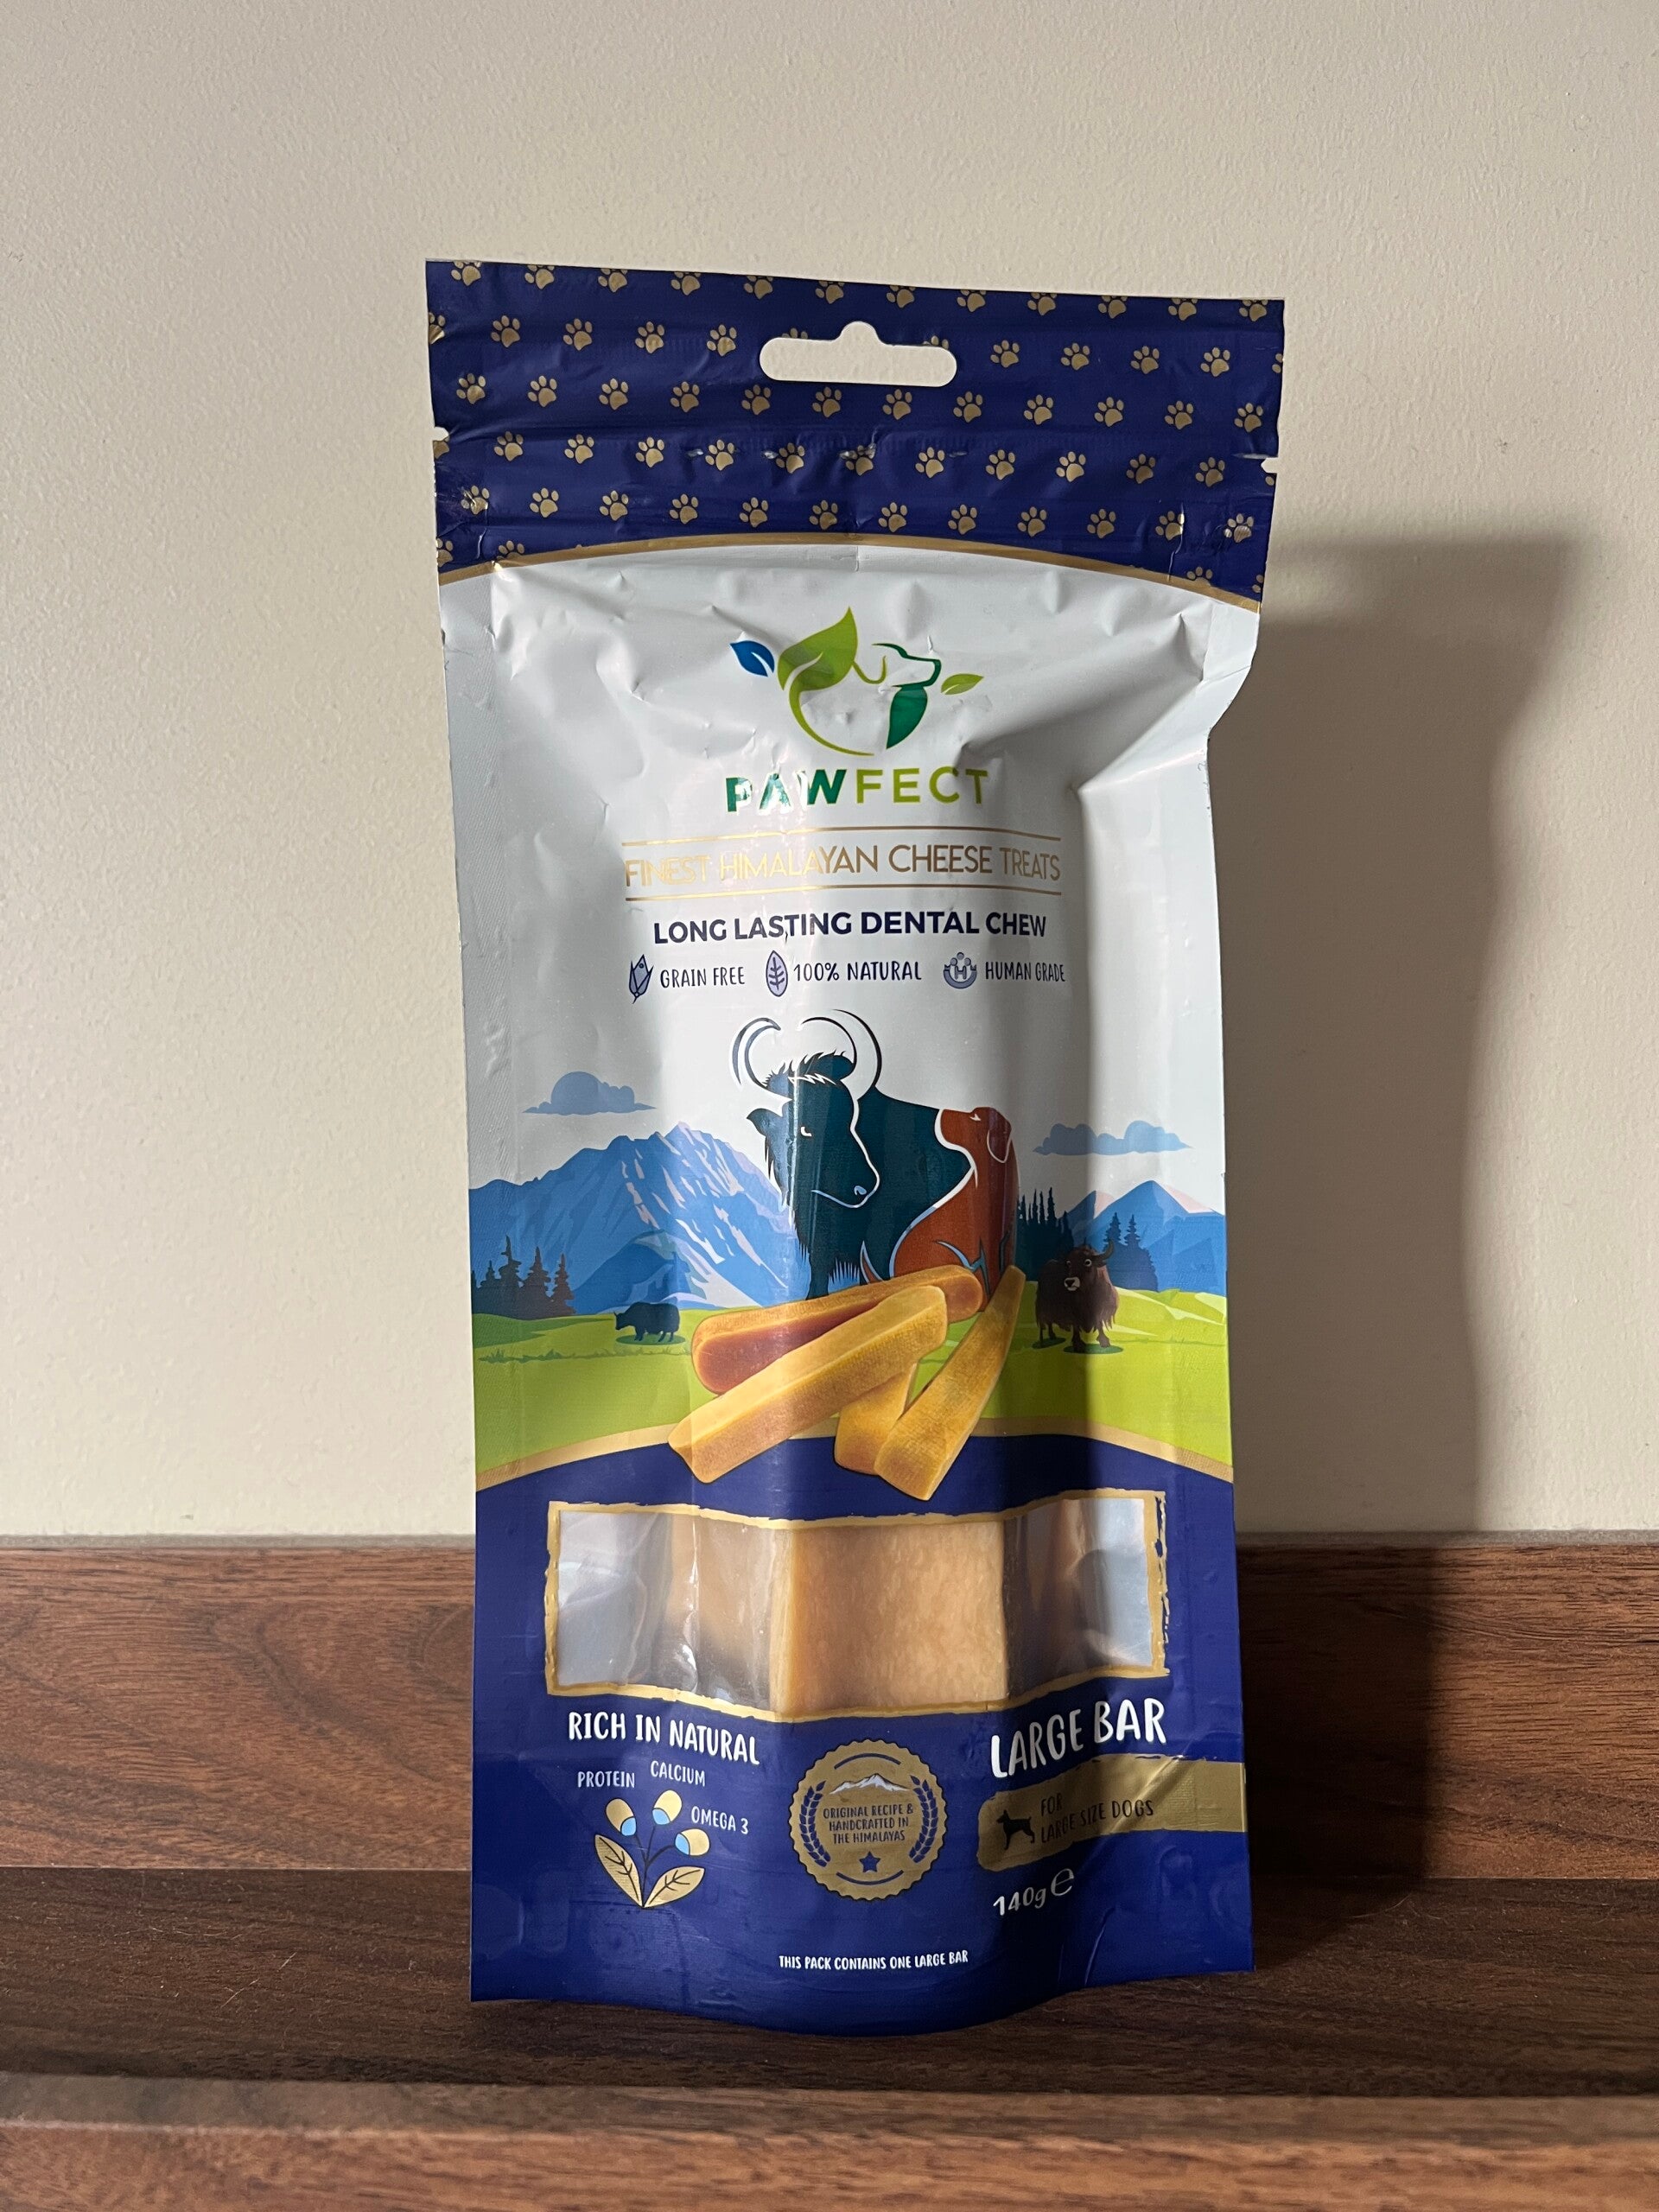 PAWFECT
FINEST HIMALAYAN CHEESE TREATS
LONG LASTING DENTAL CHEW
GRAIN FREE 100% NATURAL HUMAN GRADE
RICH IN NATURAL
PROTEIN
CALCIUM
OMEGA 3
ORIGINAL RECIPE &
HANDCRAFTED IN
THE HIMALAYAS
LARGE BAR
FOR
LARGE SIZE DOGS
140g ℮
THIS PACK CONTAINS ONE LARGE BAR